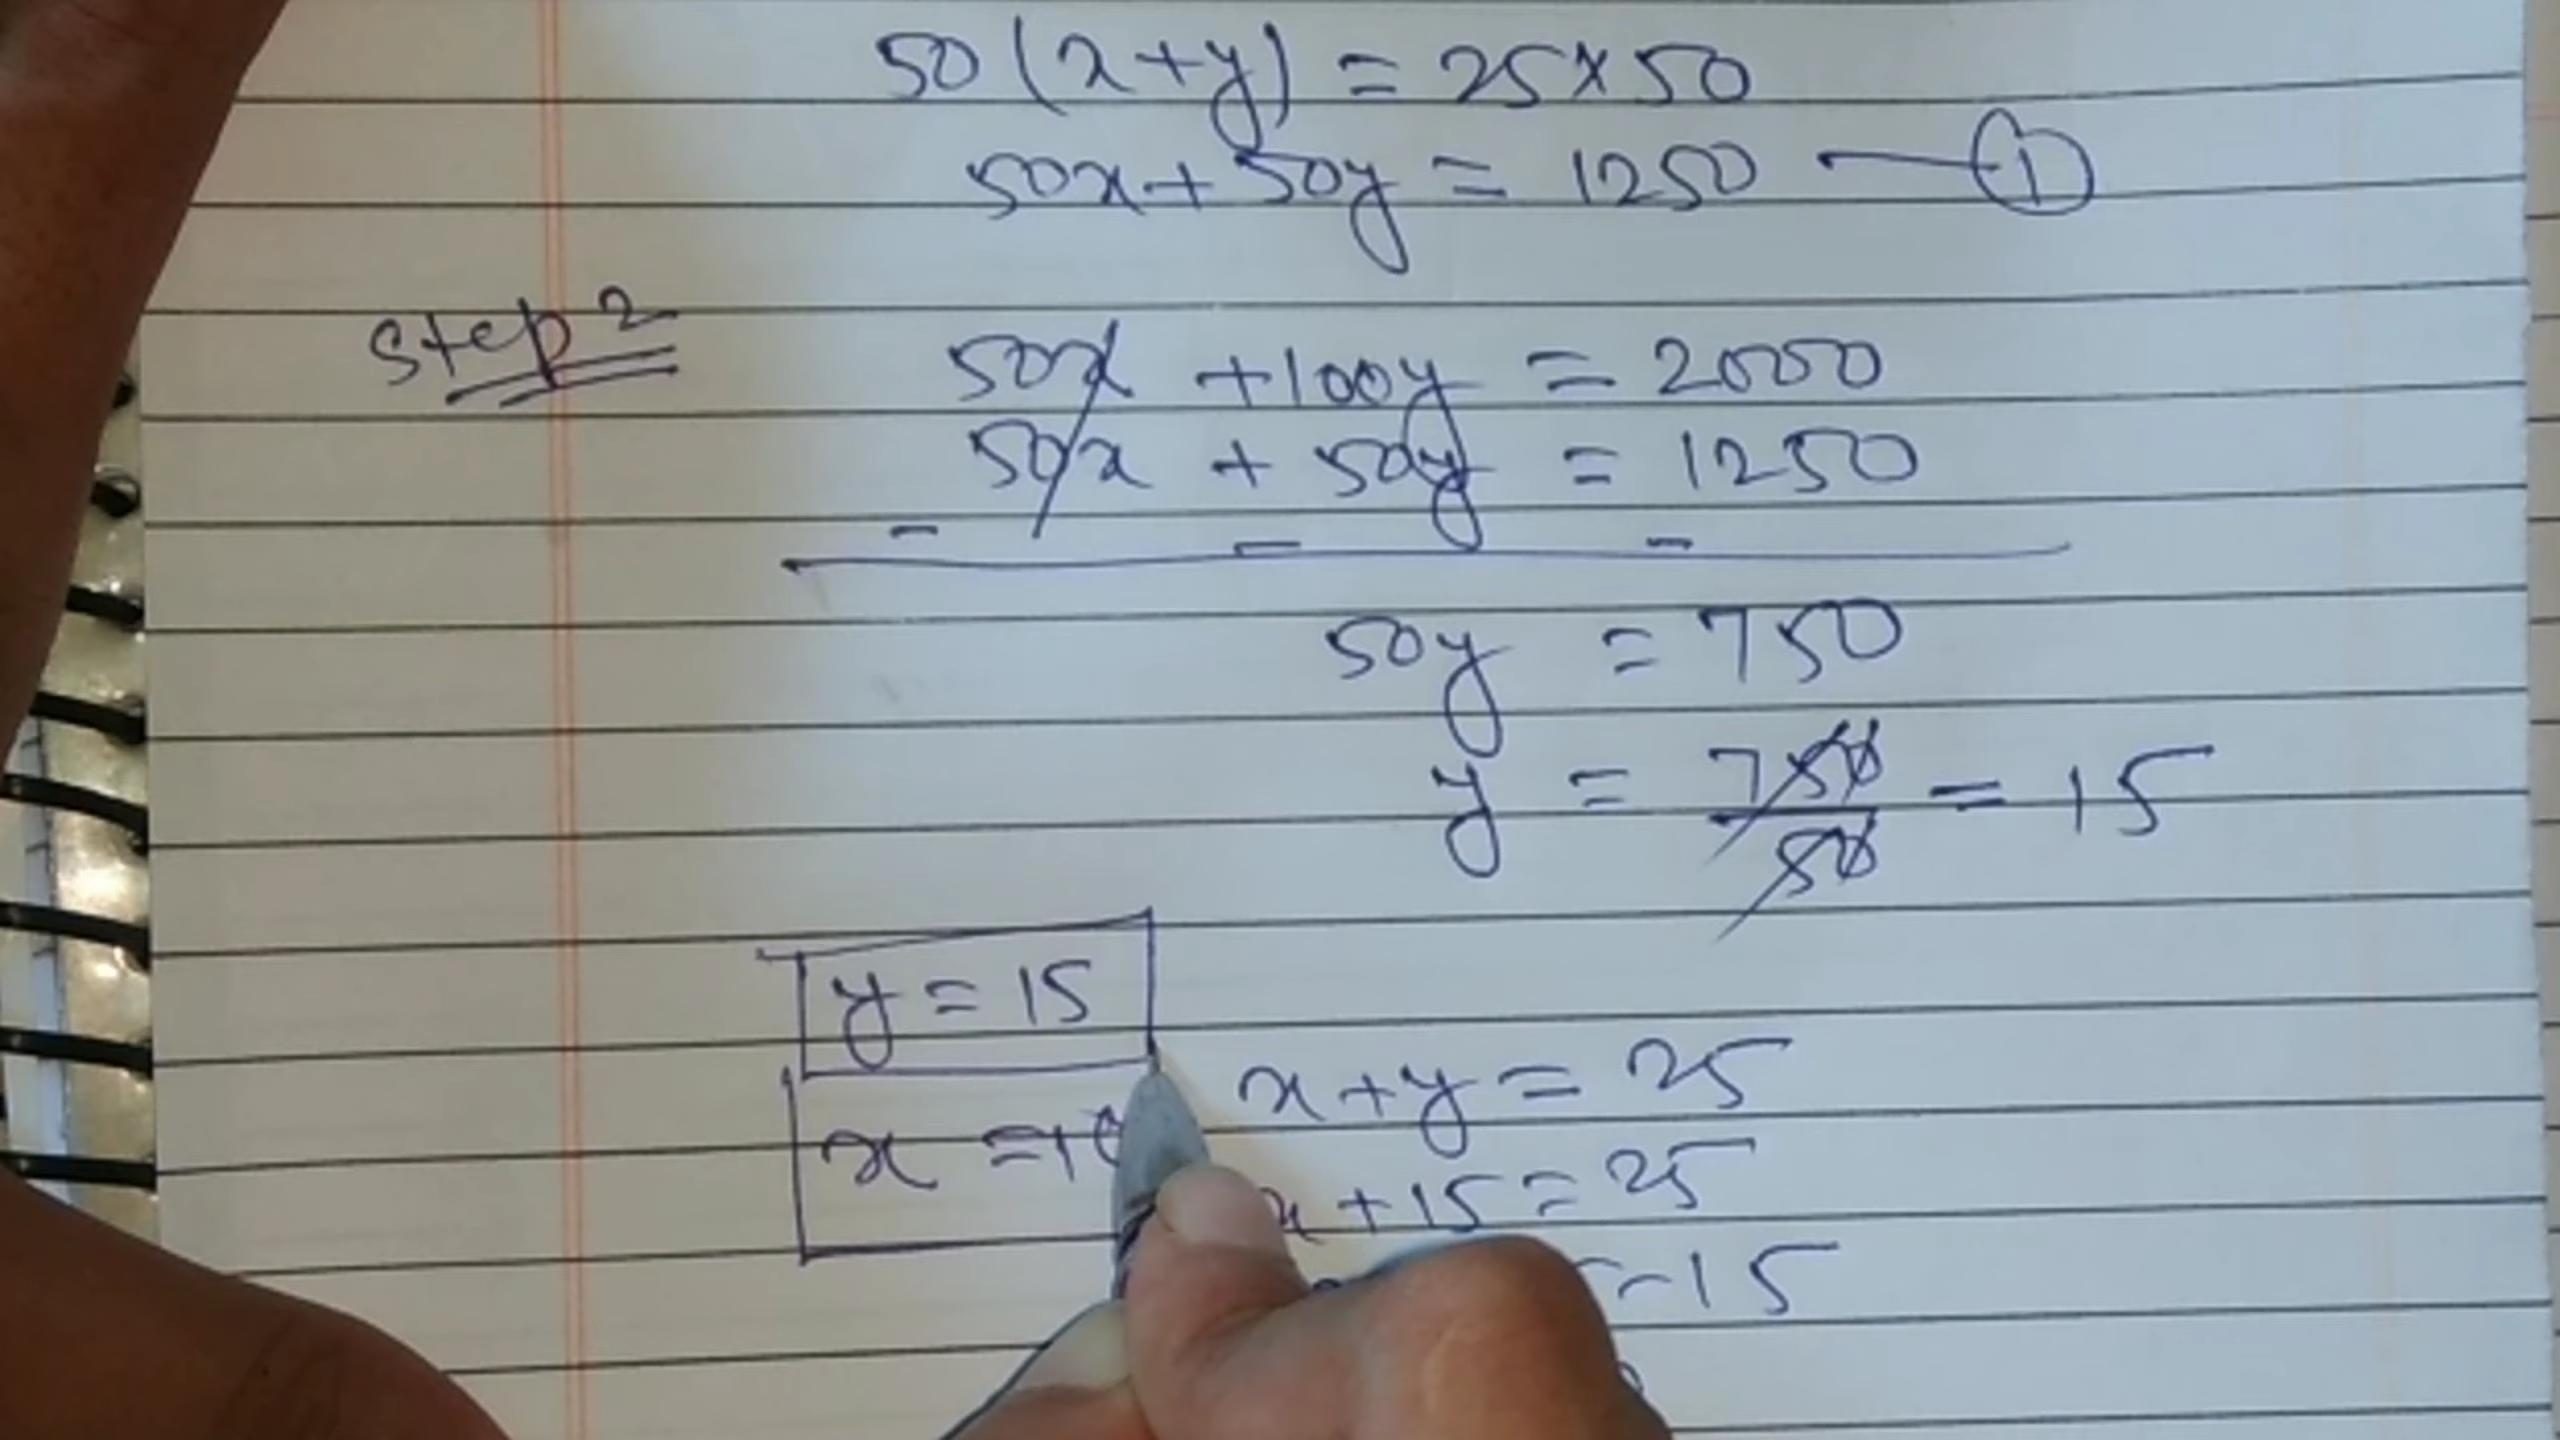 50(x+y) = 25×50
50x+50y = 1250 — ①
Step 2
50x +100y = 2000
50x + 50y = 1250
- - -
50y = 750
y = 750/50 = 15
y = 15
x + y = 25
x = 10
x + 15 = 25
-15